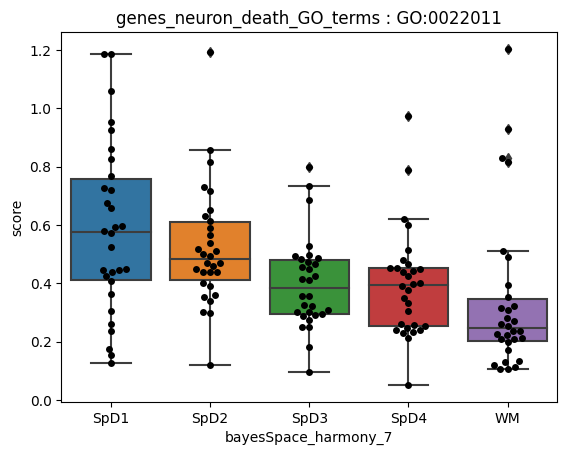 genes_neuron_death_GO_terms : GO:0022011
score
1.2
1.0
0.8
0.6
0.4
0.2
0.0
SpD1 SpD2 SpD3 SpD4 WM
bayesSpace_harmony_7